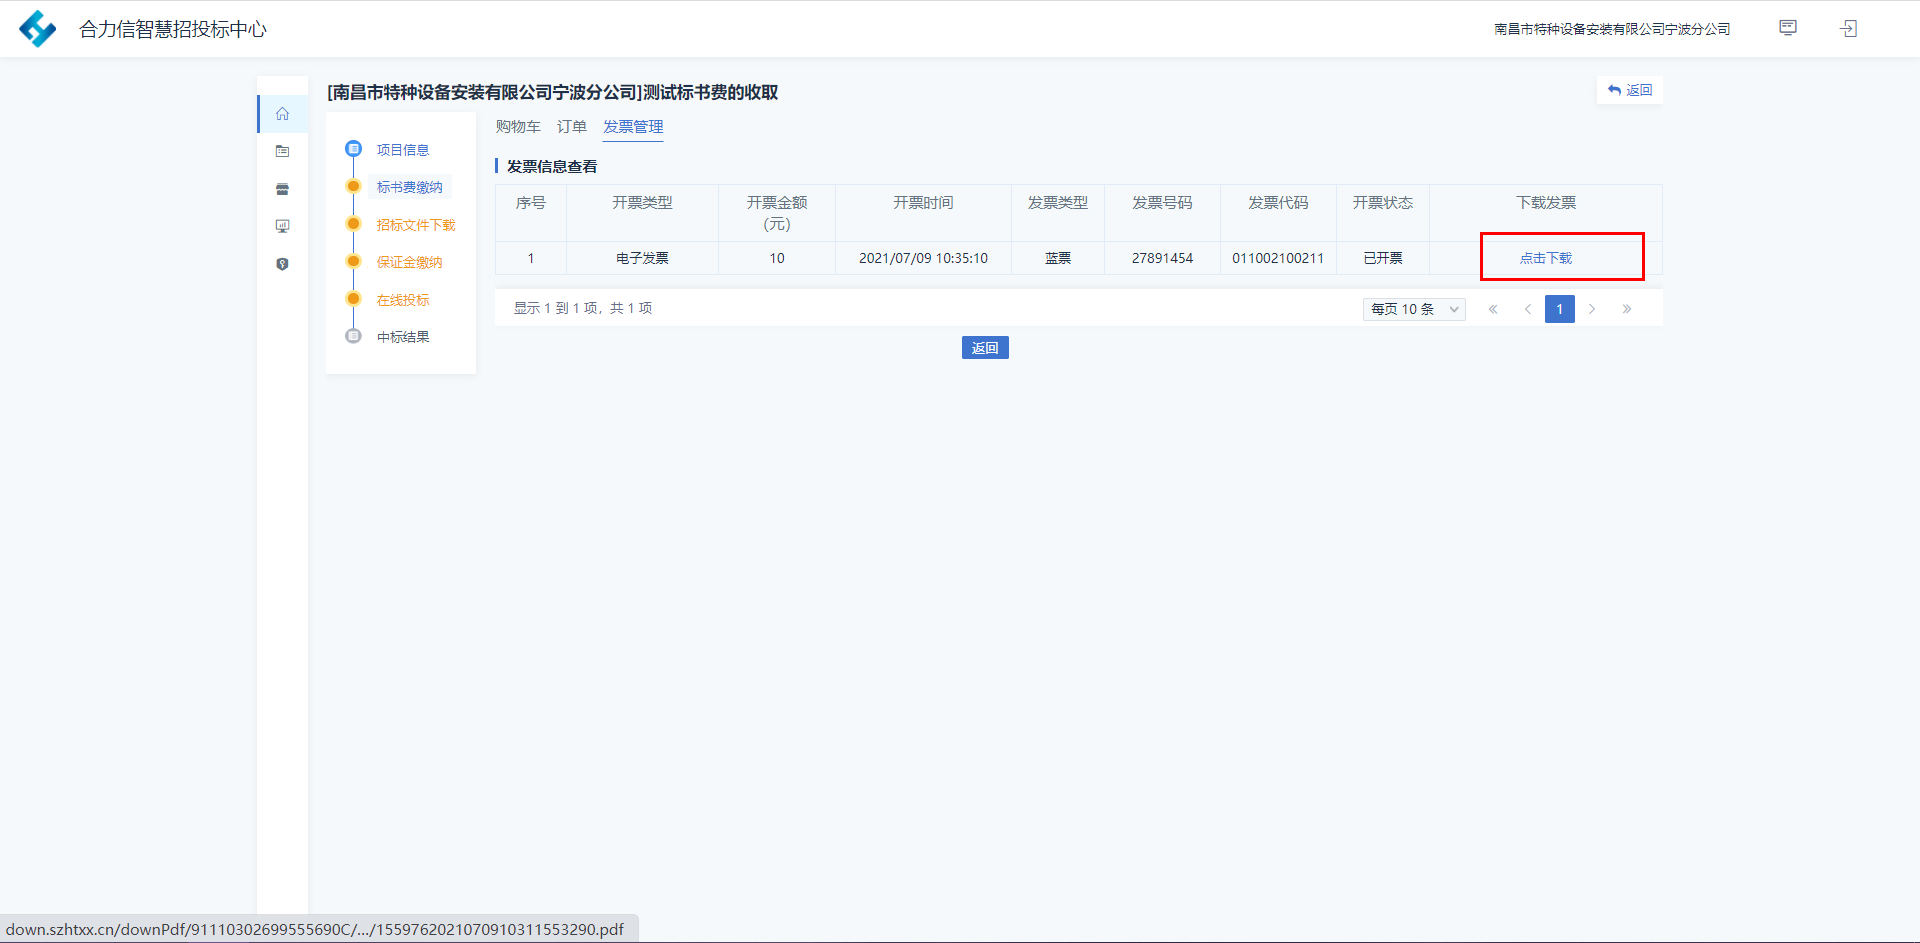 合力信智慧招投标中心
南昌市特种设备安装有限公司宁波分公司
[南昌市特种设备安装有限公司宁波分公司]测试标书费的收取
返回
项目信息
标书费缴纳
招标文件下载
保证金缴纳
在线投标
中标结果
购物车 订单 发票管理
发票信息查看
序号 开票类型 开票金额(元) 开票时间 发票类型 发票号码 发票代码 开票状态 下载发票
1 电子发票 10 2021/07/09 10:35:10 蓝票 27891454 011002100211 已开票 点击下载
显示 1 到 1 项，共 1 项
每页 10 条 « < 1 > »
返回
down.szhtxx.cn/downPdf/91110302699555690C/.../1559762021070910311553290.pdf